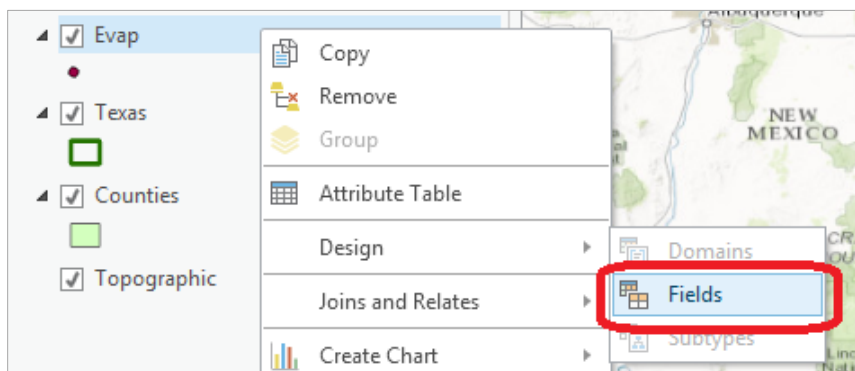 Evap
Texas
Counties
Topographic
Copy
Remove
Group
Attribute Table
Design
Joins and Relates
Create Chart
Domains
Fields
Subtypes
Albuquerque
NEW
MEXICO